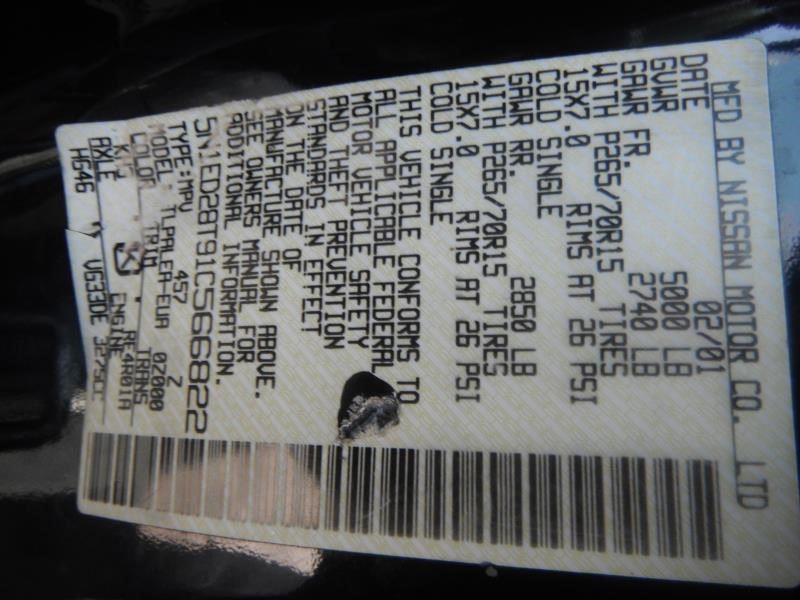 MFD BY NISSAN MOTOR CO., LTD
DATE 02/01
GVWR 5000 LB
GAWR FR. 2740 LB
WITH P265/70R15 TIRES
15X7.0 RIMS AT 26 PSI
COLD SINGLE
GAWR RR. 2850 LB
WITH P265/70R15 TIRES
15X7.0 RIMS AT 26 PSI
COLD SINGLE
THIS VEHICLE CONFORMS TO
ALL APPLICABLE FEDERAL
MOTOR VEHICLE SAFETY
AND THEFT PREVENTION
STANDARDS IN EFFECT
ON THE DATE OF
MANUFACTURE SHOWN ABOVE.
SEE OWNERS MANUAL FOR
ADDITIONAL INFORMATION.
5N1ED28T91C566822
TYPE:MPV 457 Z
MODEL TLPALEA-EUA 0Z000
COLOR TRIM TRANS
RE4R01A
AXLE ENGINE
H646 VG33DE 3275CC